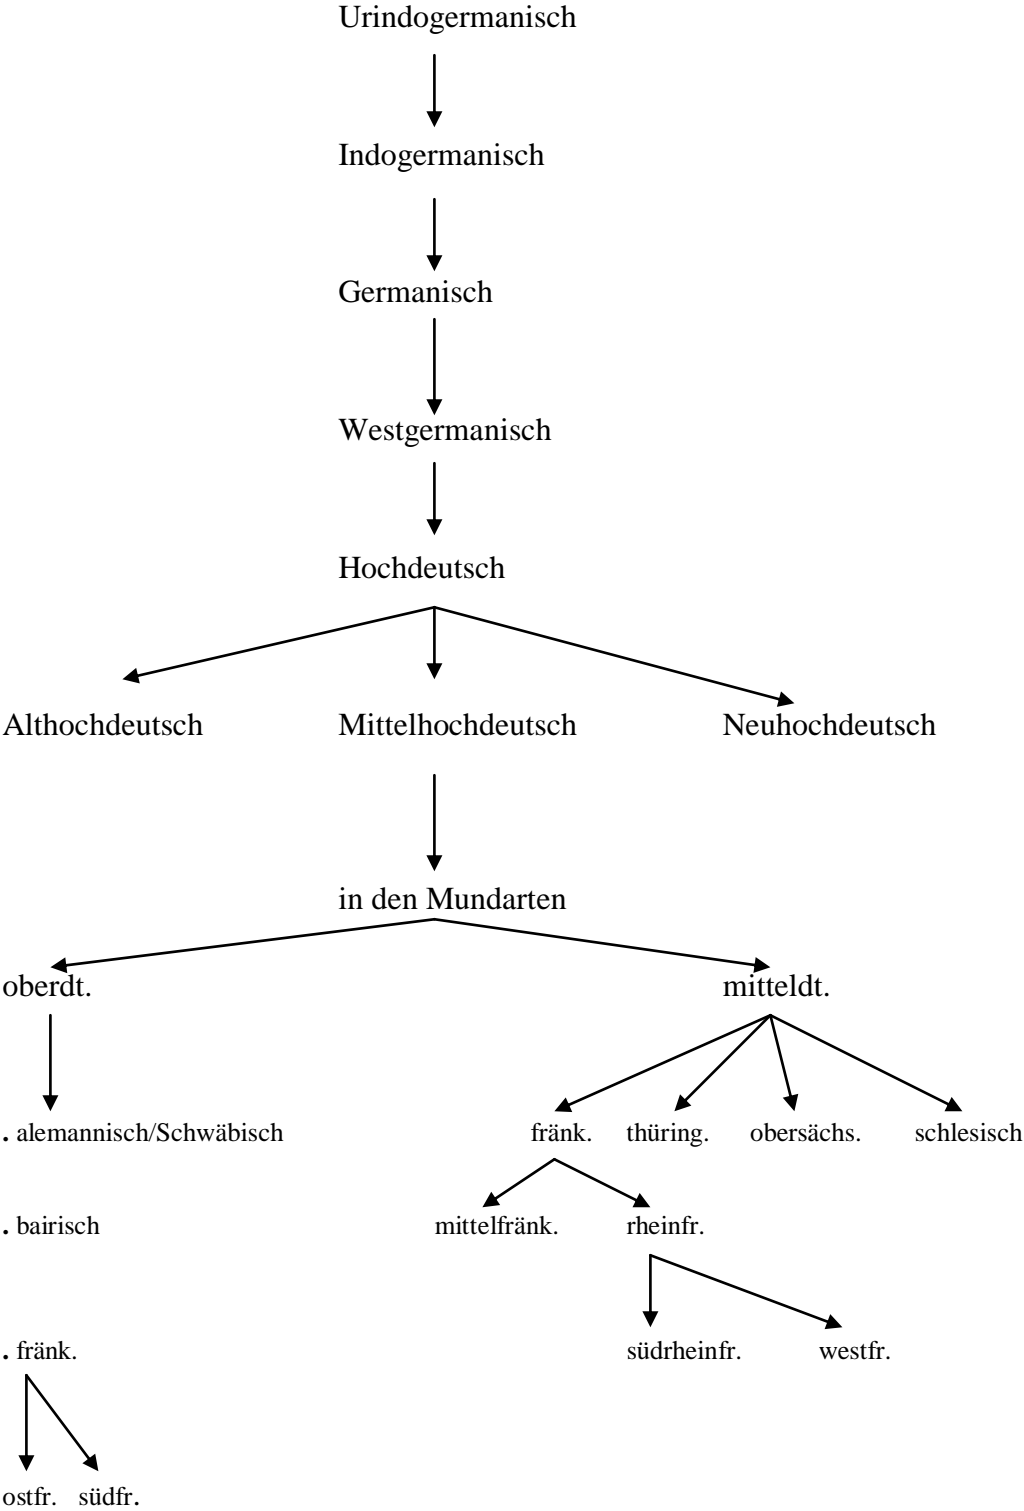 Urindogermanisch
Indogermanisch
Germanisch
Westgermanisch
Hochdeutsch
Althochdeutsch Mittelhochdeutsch Neuhochdeutsch
in den Mundarten
oberdt. mitteldt.
. alemannisch/Schwäbisch fränk. thüring. obersächs. schlesisch
. bairisch mittelfränk. rheinfr.
. fränk. südrheinfr. westfr.
ostfr. südfr.